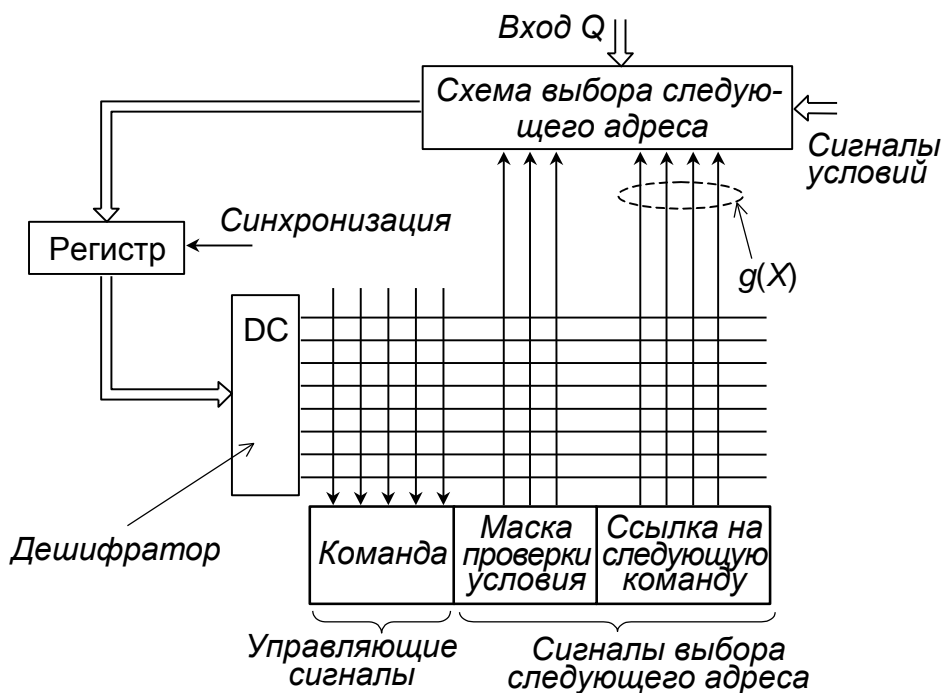 Вход Q
Схема выбора следую-
щего адреса
Сигналы
условий
Синхронизация
Регистр
g(X)
DC
Дешифратор
Команда
Маска
проверки
условия
Ссылка на
следующую
команду
Управляющие
сигналы
Сигналы выбора
следующего адреса